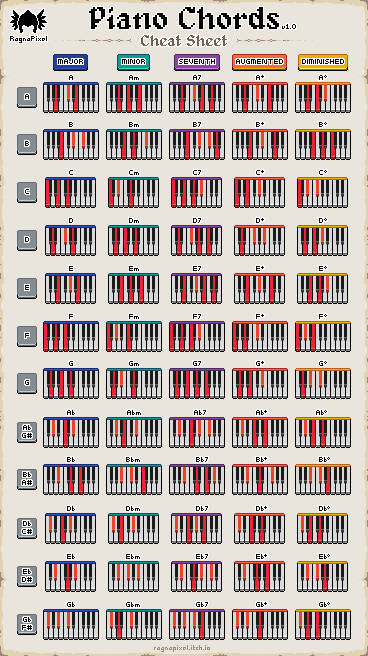 Piano Chords v1.0
RagnaPixel
Cheat Sheet
MAJOR MINOR SEVENTH AUGMENTED DIMINISHED
A Am A7 A+ A°
A
B Bm B7 B+ B°
B
C Cm C7 C+ C°
C
D Dm D7 D+ D°
D
E Em E7 E+ E°
E
F Fm F7 F+ F°
F
G Gm G7 G+ G°
G
Ab Abm Ab7 Ab+ Ab°
Ab
G#
Bb Bbm Bb7 Bb+ Bb°
Bb
A#
Db Dbm Db7 Db+ Db°
Db
C#
Eb Ebm Eb7 Eb+ Eb°
Eb
D#
Gb Gbm Gb7 Gb+ Gb°
Gb
F#
ragnapixel.itch.io